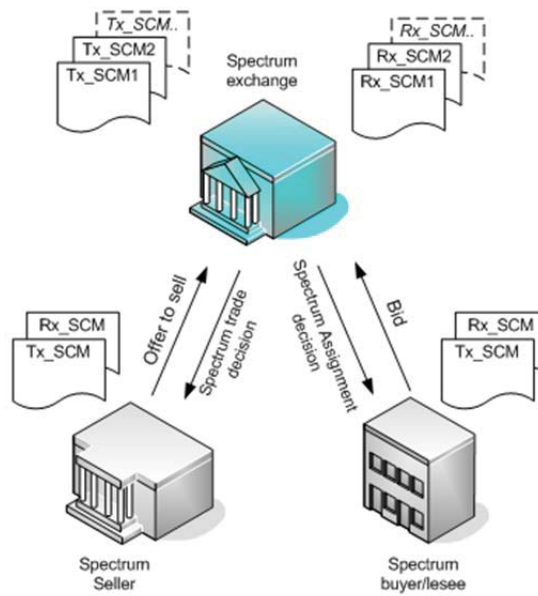 Tx_SCM..
Tx_SCM2
Tx_SCM1
Spectrum
exchange
Rx_SCM..
Rx_SCM2
Rx_SCM1
Offer to sell
Spectrum trade
decision
Spectrum Assignment
decision
Bid
Rx_SCM
Tx_SCM
Rx_SCM
Tx_SCM
Spectrum
Seller
Spectrum
buyer/lesee